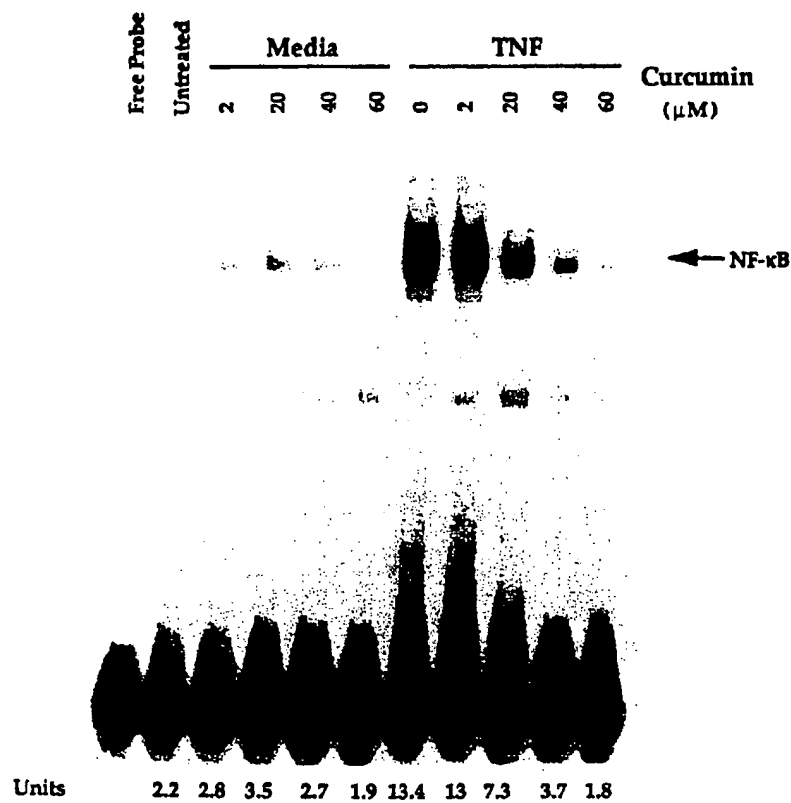 Media TNF
Free Probe Untreated 2 20 40 60 0 2 20 40 60 Curcumin
(μM)
NF-κB
Units 2.2 2.8 3.5 2.7 1.9 13.4 13 7.3 3.7 1.8